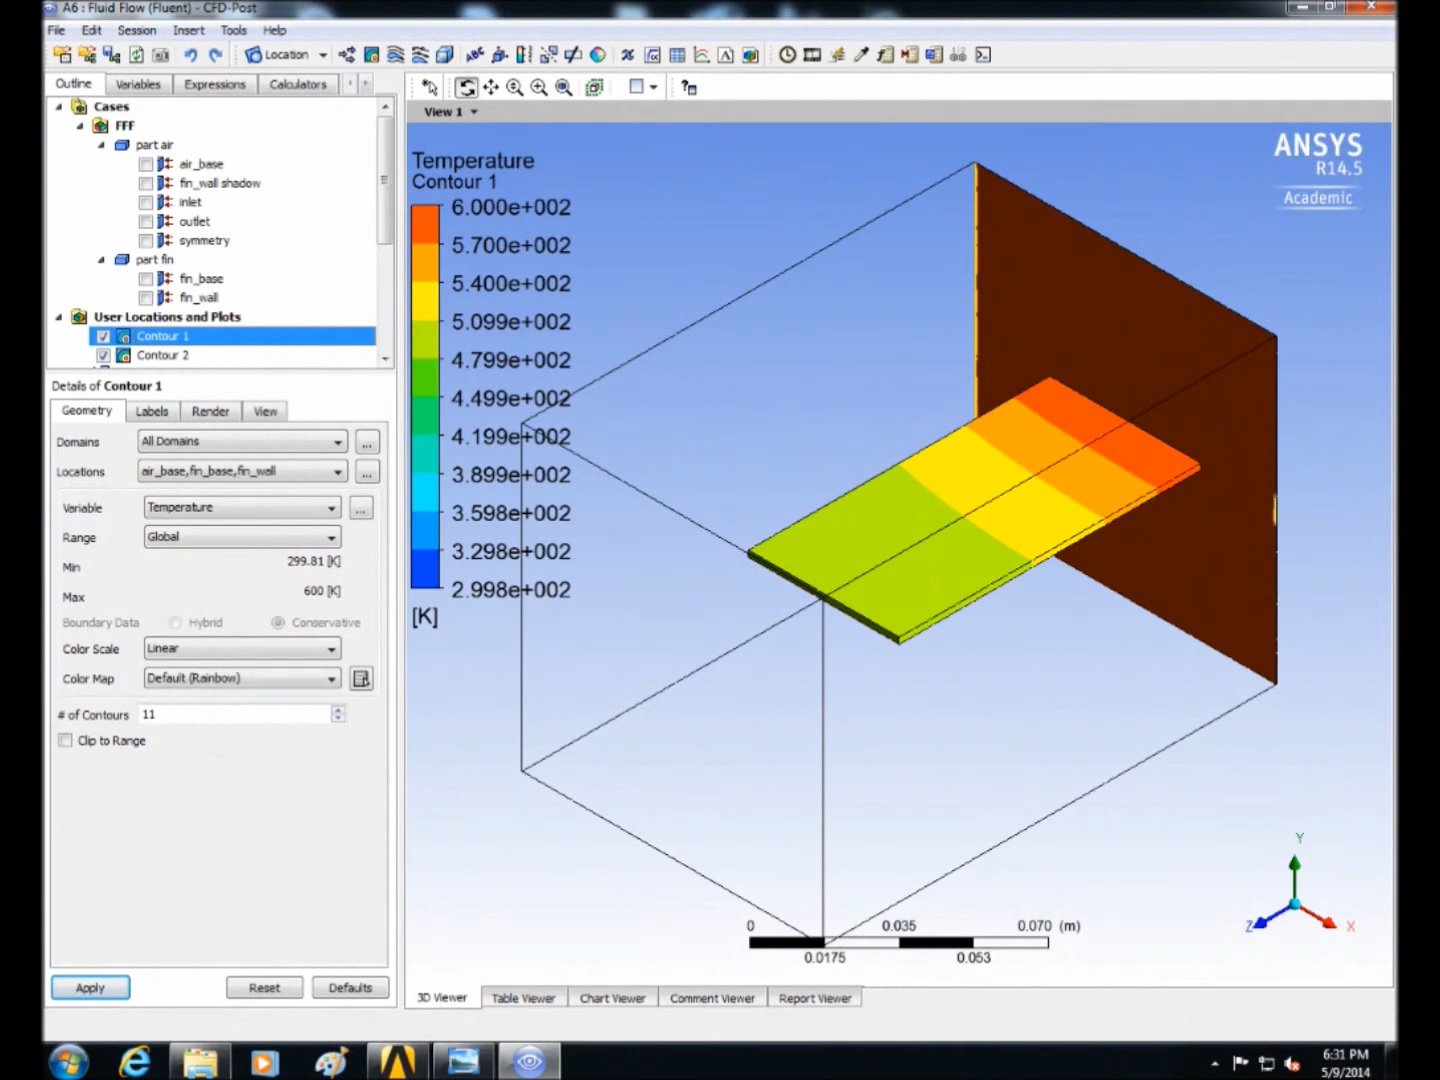 A6 : Fluid Flow (Fluent) - CFD-Post
File Edit Session Insert Tools Help
Location
Outline Variables Expressions Calculators
Cases
FFF
part air
air_base
fin_wall shadow
inlet
outlet
symmetry
part fin
fin_base
fin_wall
User Locations and Plots
Contour 1
Contour 2
Details of Contour 1
Geometry Labels Render View
Domains All Domains ...
Locations air_base,fin_base,fin_wall ...
Variable Temperature ...
Range Global
Min 299.81 [K]
Max 600 [K]
Boundary Data Hybrid Conservative
Color Scale Linear
Color Map Default (Rainbow)
# of Contours 11
Clip to Range
Apply Reset Defaults
View 1
Temperature
Contour 1
6.000e+002
5.700e+002
5.400e+002
5.099e+002
4.799e+002
4.499e+002
4.199e+002
3.899e+002
3.598e+002
3.298e+002
2.998e+002
[K]
ANSYS
R14.5
Academic
Y
Z X
0 0.035 0.070 (m)
0.0175 0.053
3D Viewer Table Viewer Chart Viewer Comment Viewer Report Viewer
6:31 PM
5/9/2014